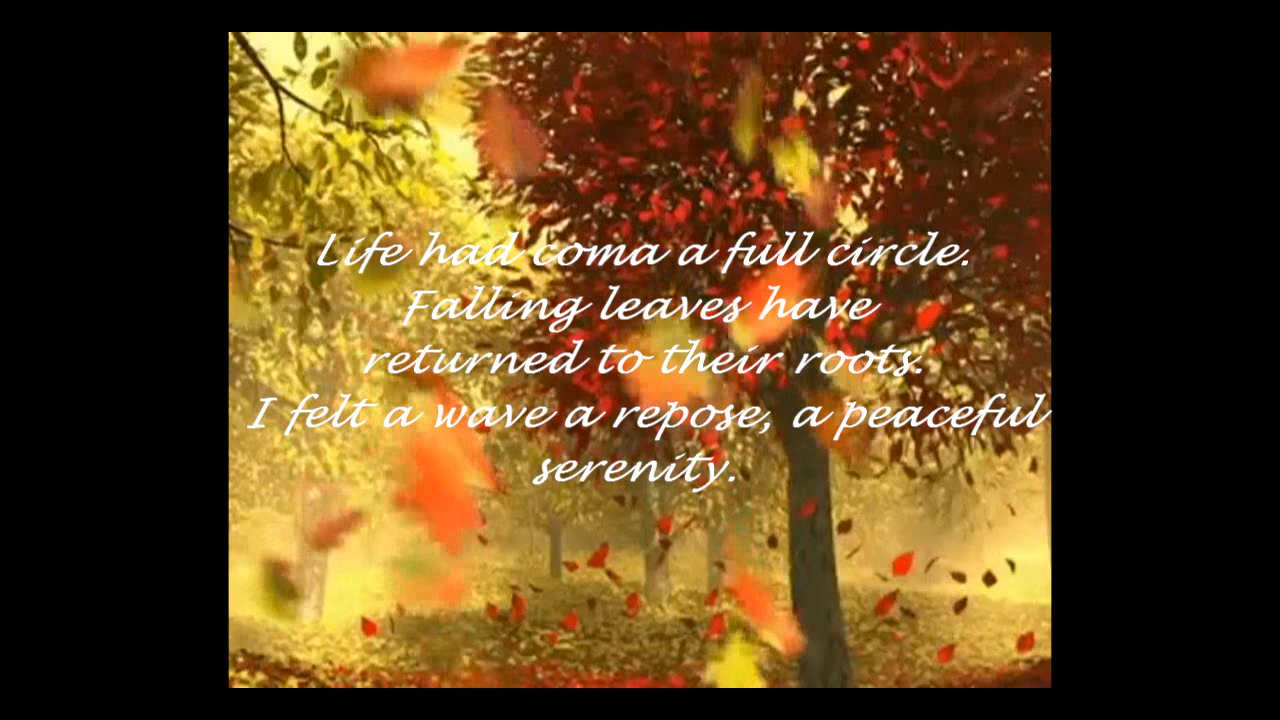 Life had coma a full circle.
Falling leaves have
returned to their roots.
I felt a wave a repose, a peaceful
serenity.